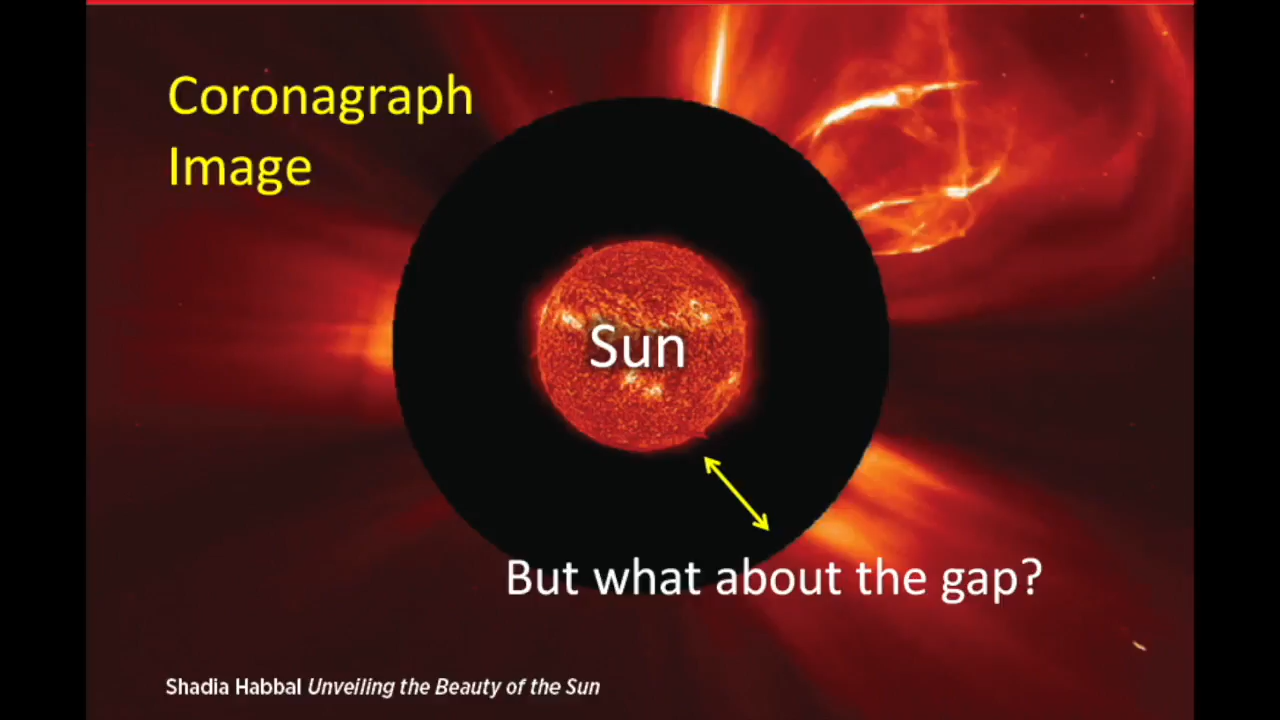 Coronagraph
Image
Sun
But what about the gap?
Shadia Habbal Unveiling the Beauty of the Sun